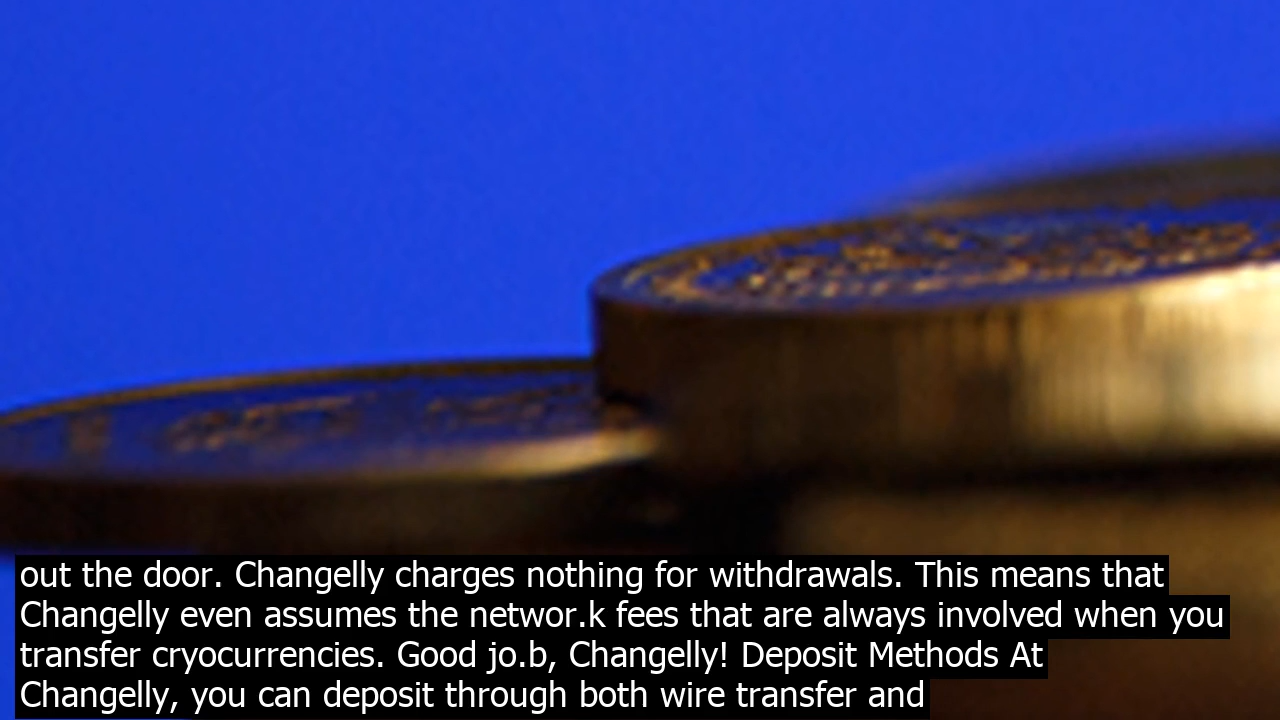 out the door. Changelly charges nothing for withdrawals. This means that
Changelly even assumes the networ.k fees that are always involved when you
transfer cryocurrencies. Good jo.b, Changelly! Deposit Methods At
Changelly, you can deposit through both wire transfer and